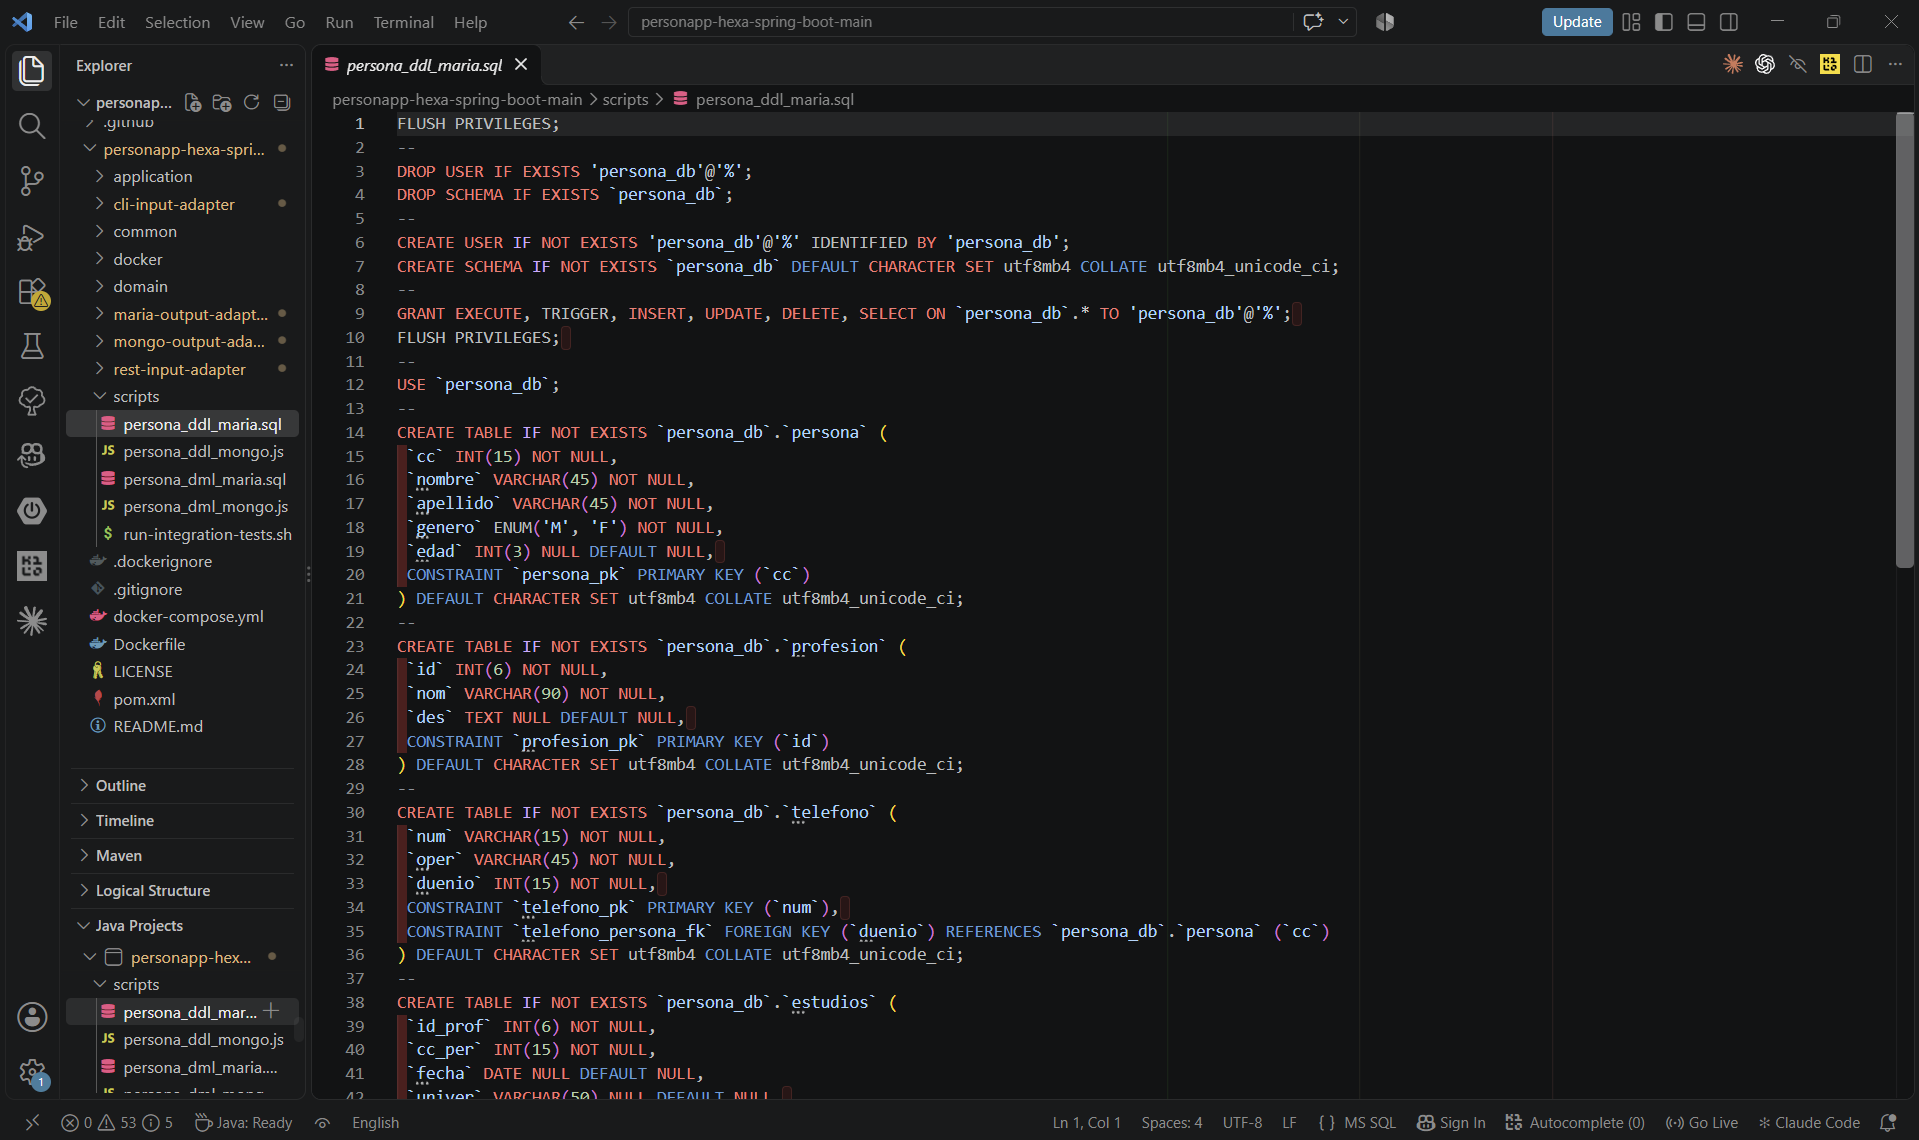 File Edit Selection View Go Run Terminal Help
personapp-hexa-spring-boot-main
Update
Explorer
personap...
.github
personapp-hexa-spri...
application
cli-input-adapter
common
docker
domain
maria-output-adapt...
mongo-output-ada...
rest-input-adapter
scripts
persona_ddl_maria.sql
persona_ddl_mongo.js
persona_dml_maria.sql
persona_dml_mongo.js
run-integration-tests.sh
.dockerignore
.gitignore
docker-compose.yml
Dockerfile
LICENSE
pom.xml
README.md
Outline
Timeline
Maven
Logical Structure
Java Projects
personapp-hex...
scripts
persona_ddl_mar...
persona_ddl_mongo.js
persona_dml_maria....
persona_dml_mong...
persona_ddl_maria.sql
personapp-hexa-spring-boot-main > scripts > persona_ddl_maria.sql
1 FLUSH PRIVILEGES;
2 --
3 DROP USER IF EXISTS 'persona_db'@'%';
4 DROP SCHEMA IF EXISTS `persona_db`;
5 --
6 CREATE USER IF NOT EXISTS 'persona_db'@'%' IDENTIFIED BY 'persona_db';
7 CREATE SCHEMA IF NOT EXISTS `persona_db` DEFAULT CHARACTER SET utf8mb4 COLLATE utf8mb4_unicode_ci;
8 --
9 GRANT EXECUTE, TRIGGER, INSERT, UPDATE, DELETE, SELECT ON `persona_db`.* TO 'persona_db'@'%';
10 FLUSH PRIVILEGES;
11 --
12 USE `persona_db`;
13 --
14 CREATE TABLE IF NOT EXISTS `persona_db`.`persona` (
15 `cc` INT(15) NOT NULL,
16 `nombre` VARCHAR(45) NOT NULL,
17 `apellido` VARCHAR(45) NOT NULL,
18 `genero` ENUM('M', 'F') NOT NULL,
19 `edad` INT(3) NULL DEFAULT NULL,
20 CONSTRAINT `persona_pk` PRIMARY KEY (`cc`)
21 ) DEFAULT CHARACTER SET utf8mb4 COLLATE utf8mb4_unicode_ci;
22 --
23 CREATE TABLE IF NOT EXISTS `persona_db`.`profesion` (
24 `id` INT(6) NOT NULL,
25 `nom` VARCHAR(90) NOT NULL,
26 `des` TEXT NULL DEFAULT NULL,
27 CONSTRAINT `profesion_pk` PRIMARY KEY (`id`)
28 ) DEFAULT CHARACTER SET utf8mb4 COLLATE utf8mb4_unicode_ci;
29 --
30 CREATE TABLE IF NOT EXISTS `persona_db`.`telefono` (
31 `num` VARCHAR(15) NOT NULL,
32 `oper` VARCHAR(45) NOT NULL,
33 `duenio` INT(15) NOT NULL,
34 CONSTRAINT `telefono_pk` PRIMARY KEY (`num`),
35 CONSTRAINT `telefono_persona_fk` FOREIGN KEY (`duenio`) REFERENCES `persona_db`.`persona` (`cc`)
36 ) DEFAULT CHARACTER SET utf8mb4 COLLATE utf8mb4_unicode_ci;
37 --
38 CREATE TABLE IF NOT EXISTS `persona_db`.`estudios` (
39 `id_prof` INT(6) NOT NULL,
40 `cc_per` INT(15) NOT NULL,
41 `fecha` DATE NULL DEFAULT NULL,
42 `univer` VARCHAR(50) NULL DEFAULT NULL,
0 53 5 Java: Ready English Ln 1, Col 1 Spaces: 4 UTF-8 LF {} MS SQL Sign In Autocomplete (0) Go Live Claude Code
1